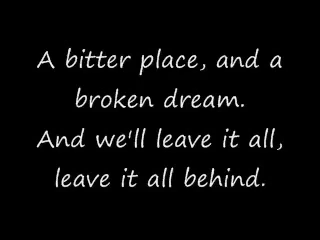 A bitter place, and a
broken dream.
And we'll leave it all,
leave it all behind.